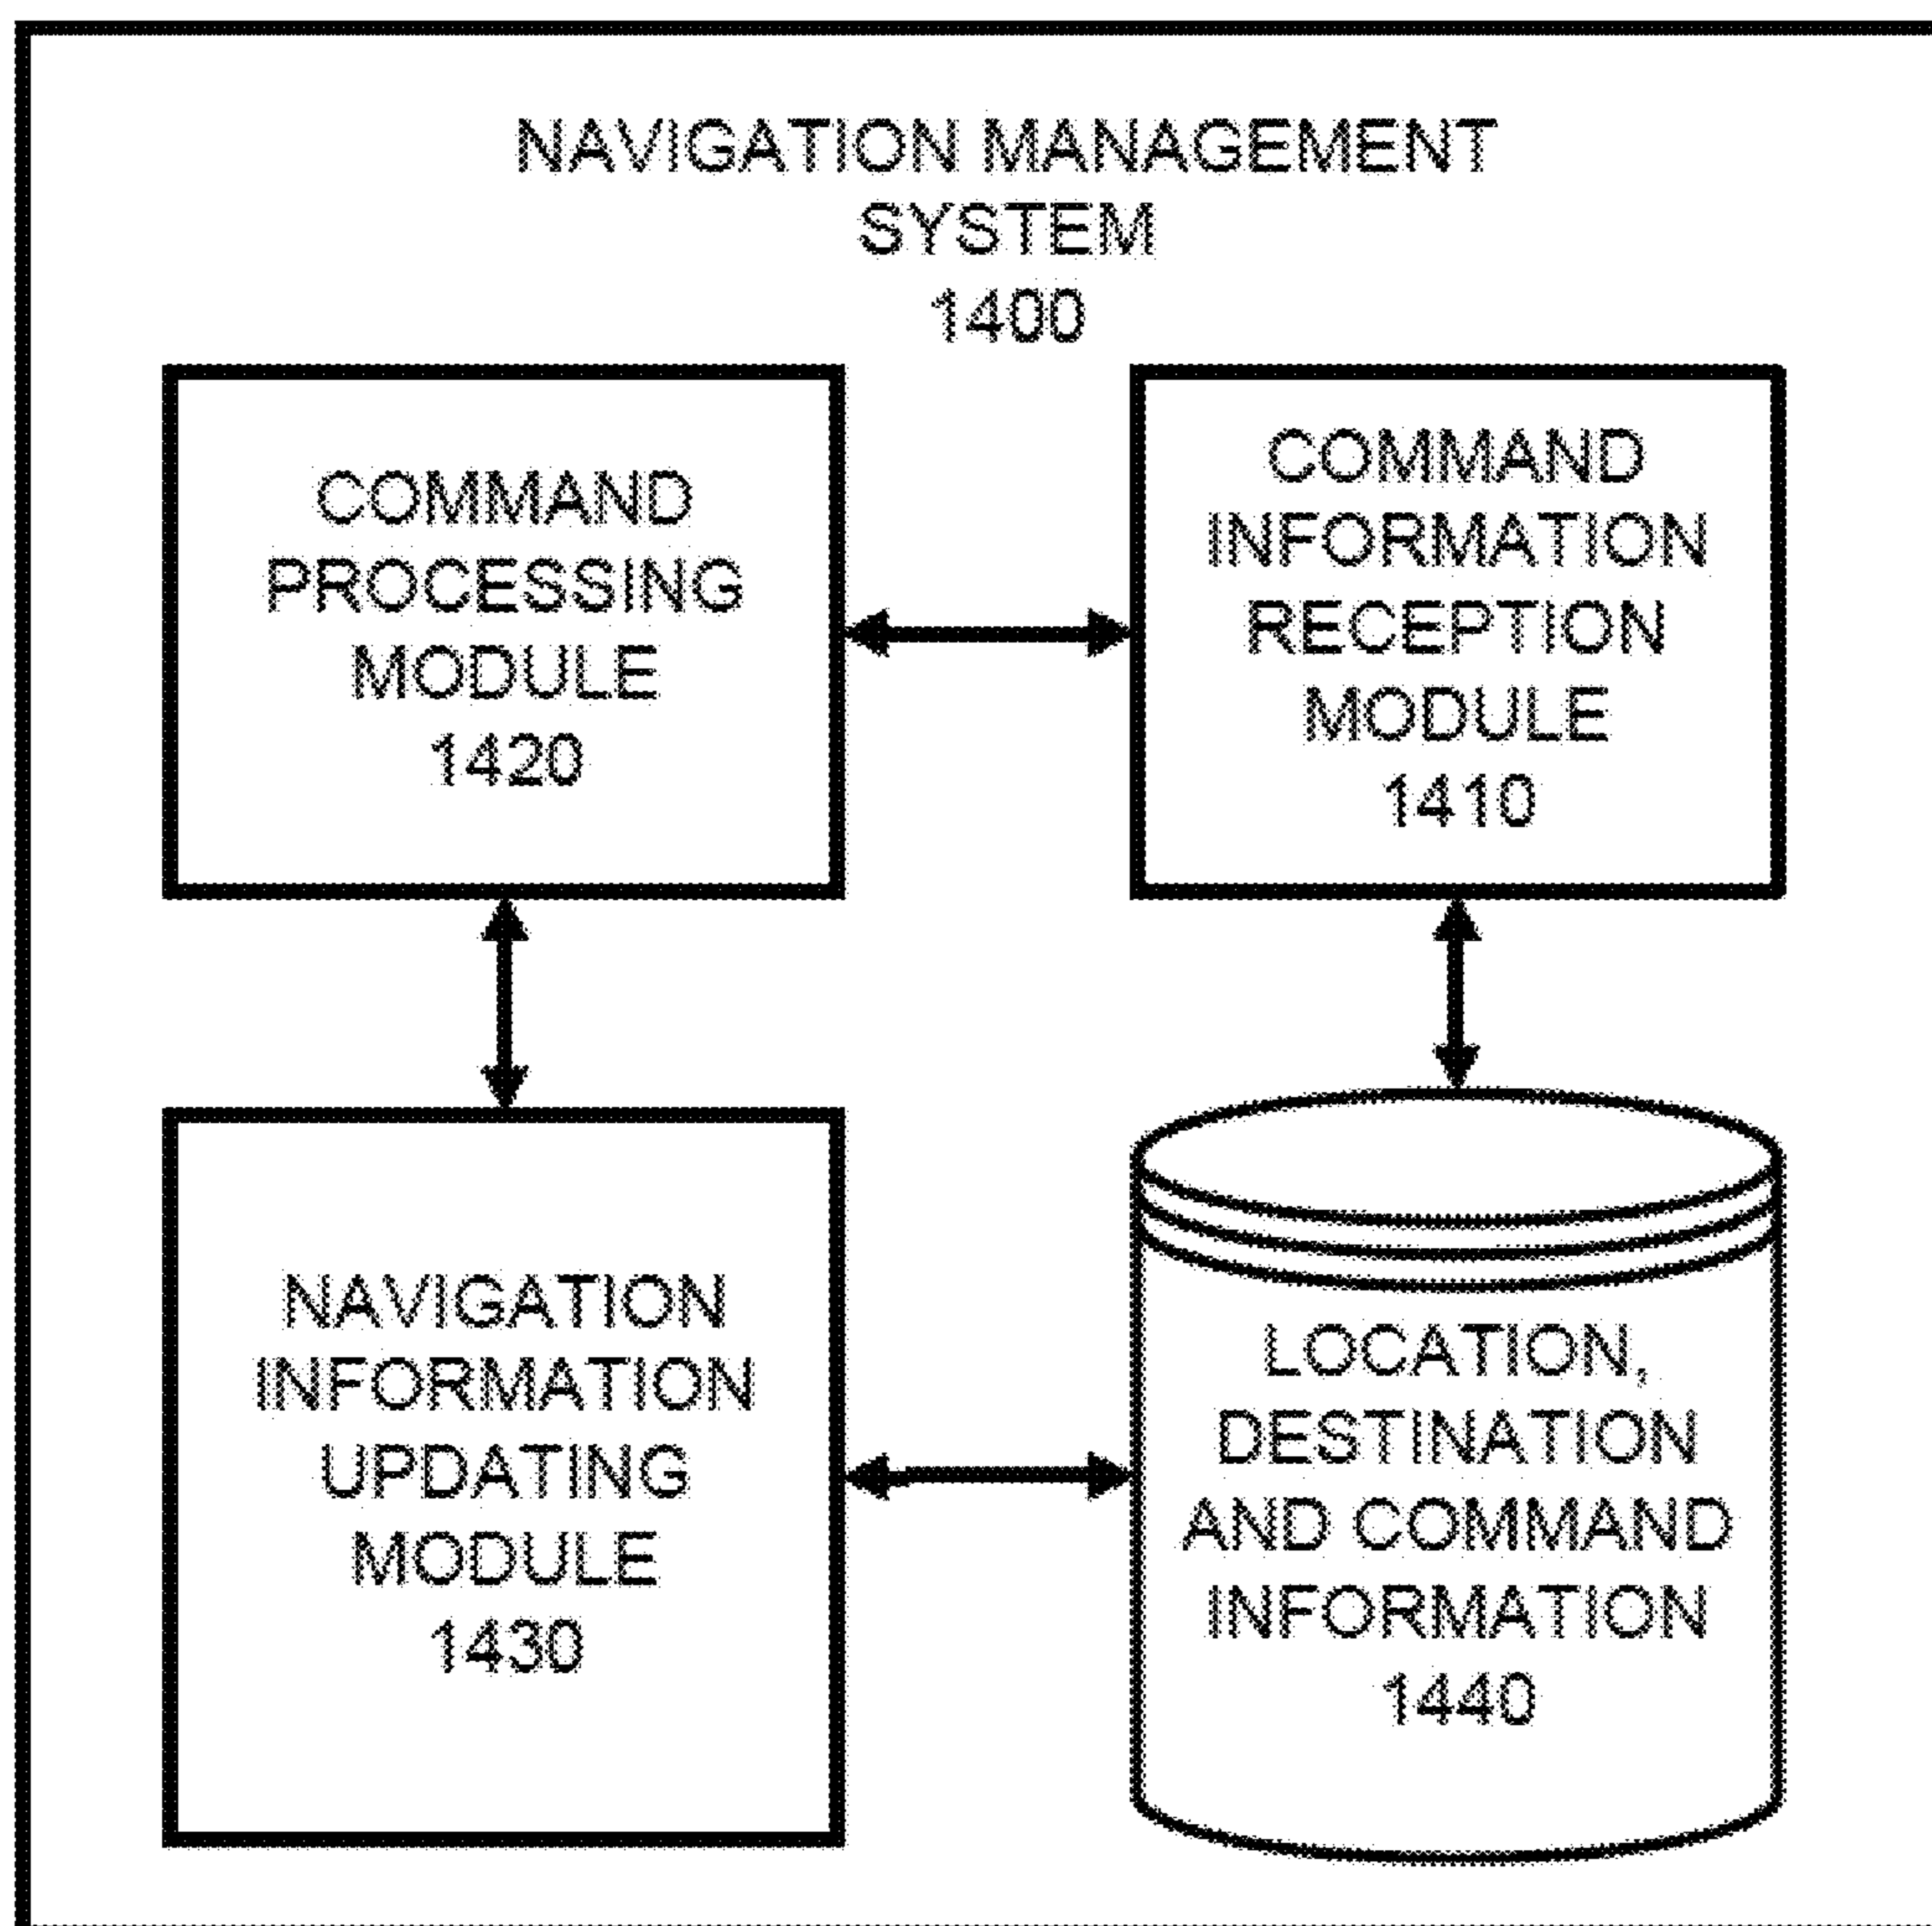 NAVIGATION MANAGEMENT
SYSTEM
1400
COMMAND
PROCESSING
MODULE
1420
COMMAND
INFORMATION
RECEPTION
MODULE
1410
NAVIGATION
INFORMATION
UPDATING
MODULE
1430
LOCATION,
DESTINATION
AND COMMAND
INFORMATION
1440